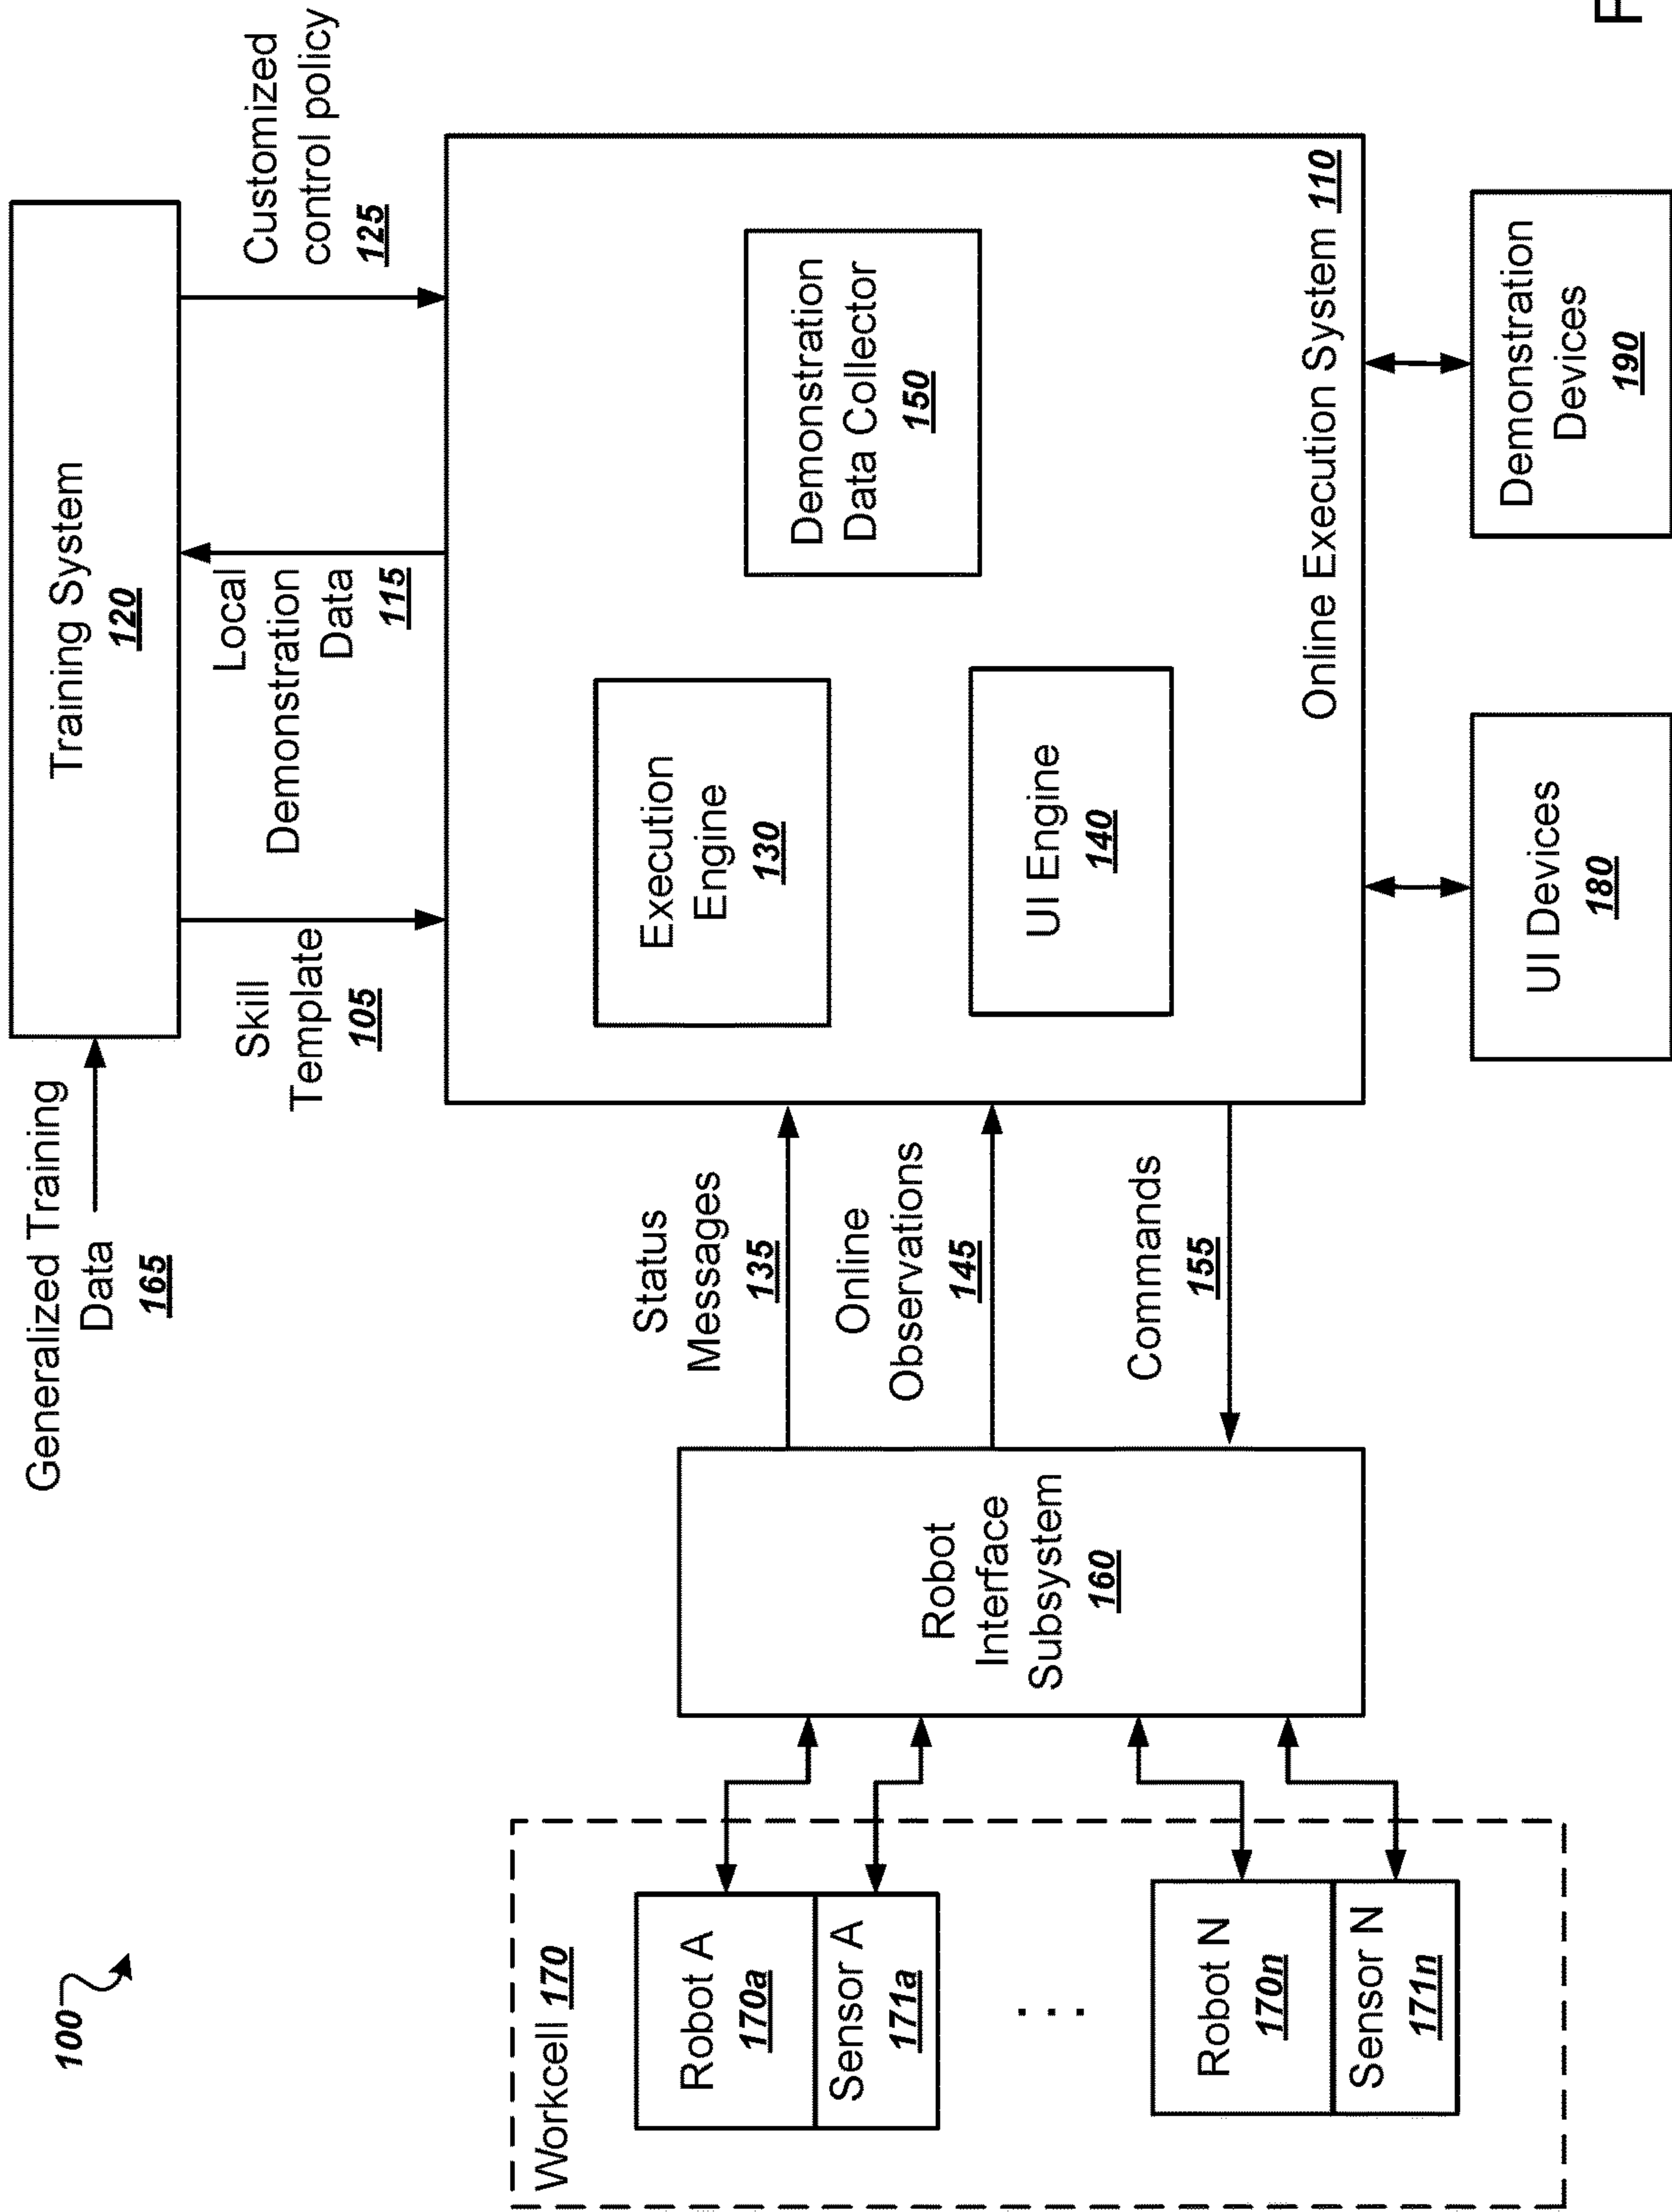 100
Generalized Training
Data
165
Training System
120
Skill
Template
105
Local
Demonstration
Data
115
Customized
control policy
125
Workcell 170
Robot A
170a
Sensor A
171a
. . .
Robot N
170n
Sensor N
171n
Robot
Interface
Subsystem
160
Status
Messages
135
Online
Observations
145
Commands
155
Execution
Engine
130
Demonstration
Data Collector
150
UI Engine
140
Online Execution System 110
UI Devices
180
Demonstration
Devices
190